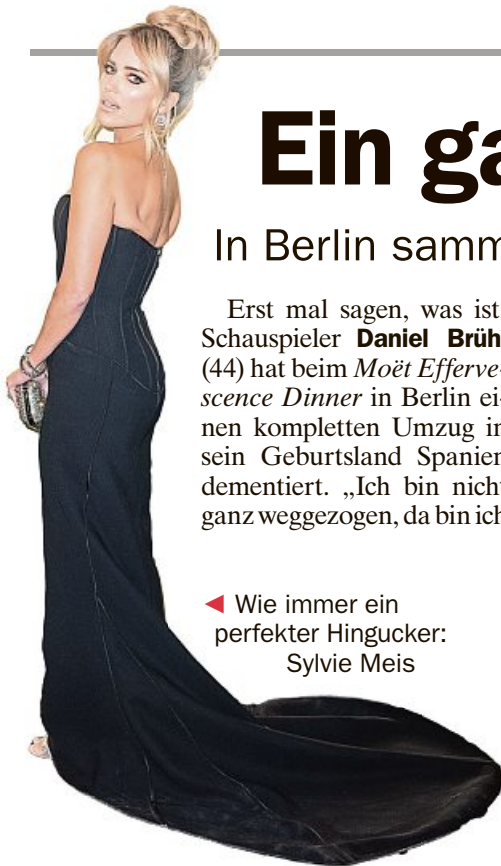 Ein ga
In Berlin samm
Erst mal sagen, was ist
Schauspieler Daniel Brüh
(44) hat beim Moët Efferve-
scence Dinner in Berlin ei-
nen kompletten Umzug in
sein Geburtsland Spanien
dementiert. „Ich bin nicht
ganz weggezogen, da bin ich
◄ Wie immer ein
perfekter Hingucker:
Sylvie Meis